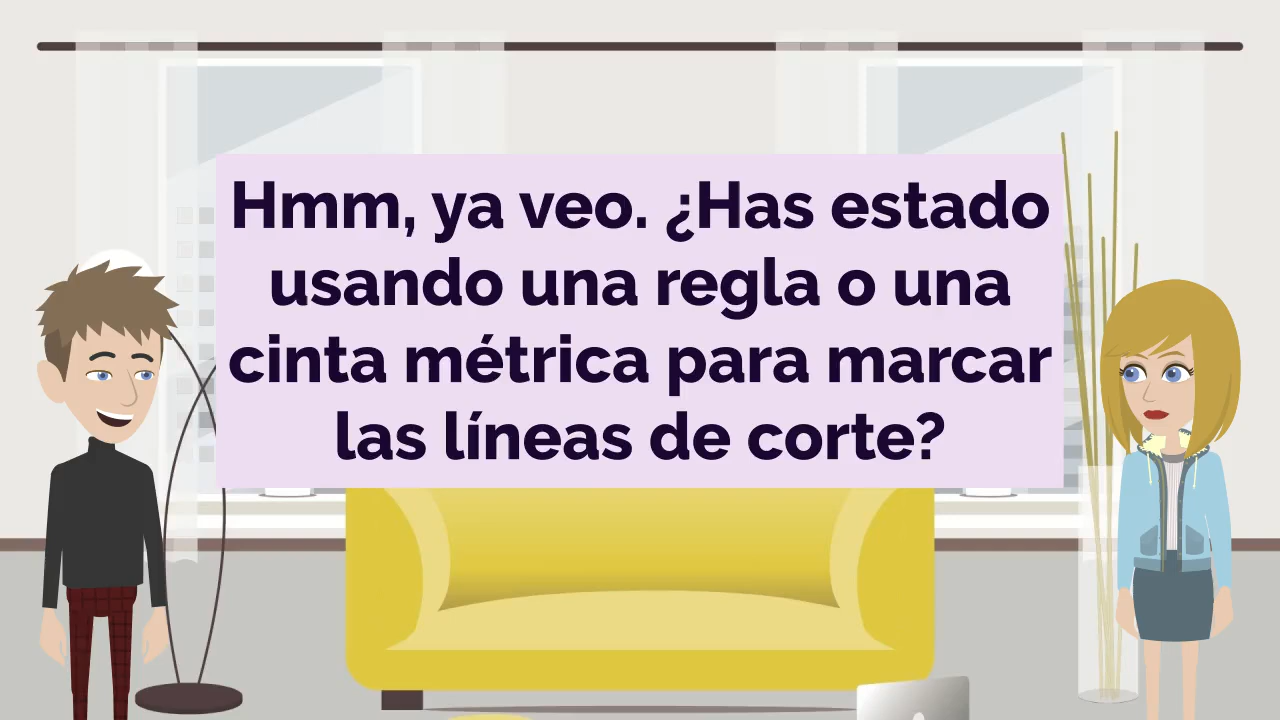 Hmm, ya veo. ¿Has estado
usando una regla o una
cinta métrica para marcar
las líneas de corte?